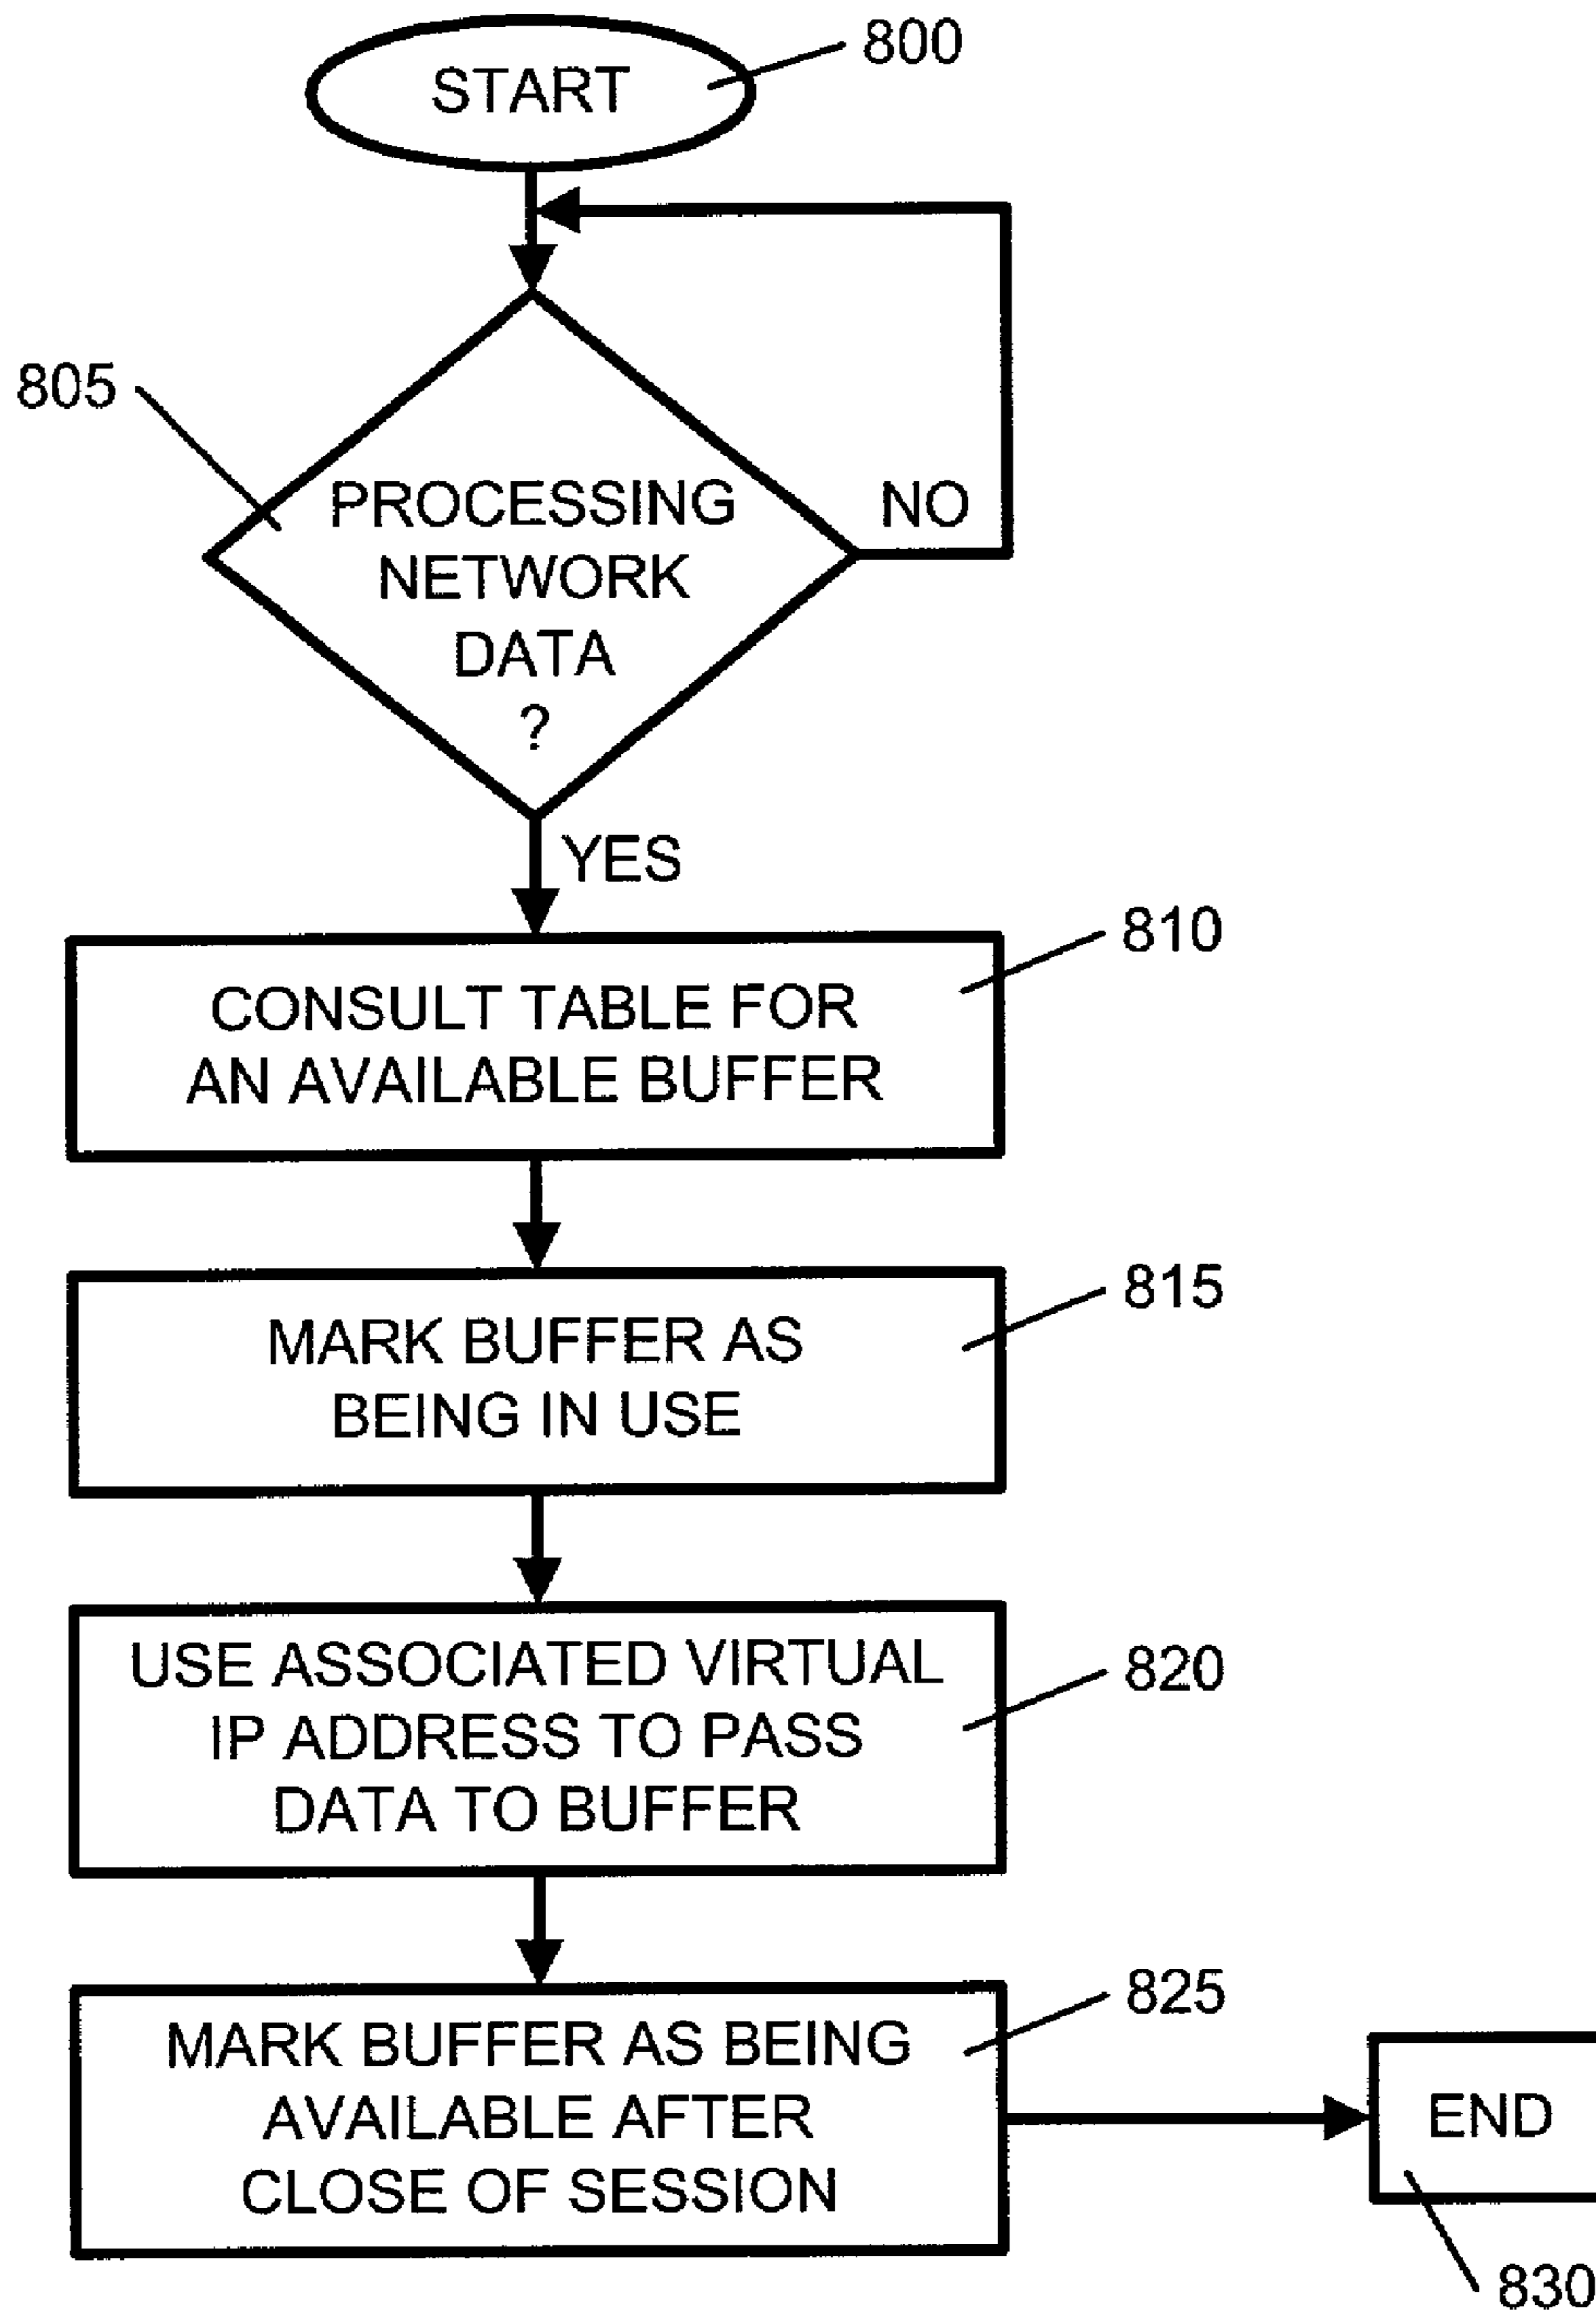 START
800
805
PROCESSING
NETWORK
DATA
?
NO
YES
810
CONSULT TABLE FOR
AN AVAILABLE BUFFER
815
MARK BUFFER AS
BEING IN USE
820
USE ASSOCIATED VIRTUAL
IP ADDRESS TO PASS
DATA TO BUFFER
825
MARK BUFFER AS BEING
AVAILABLE AFTER
CLOSE OF SESSION
END
830